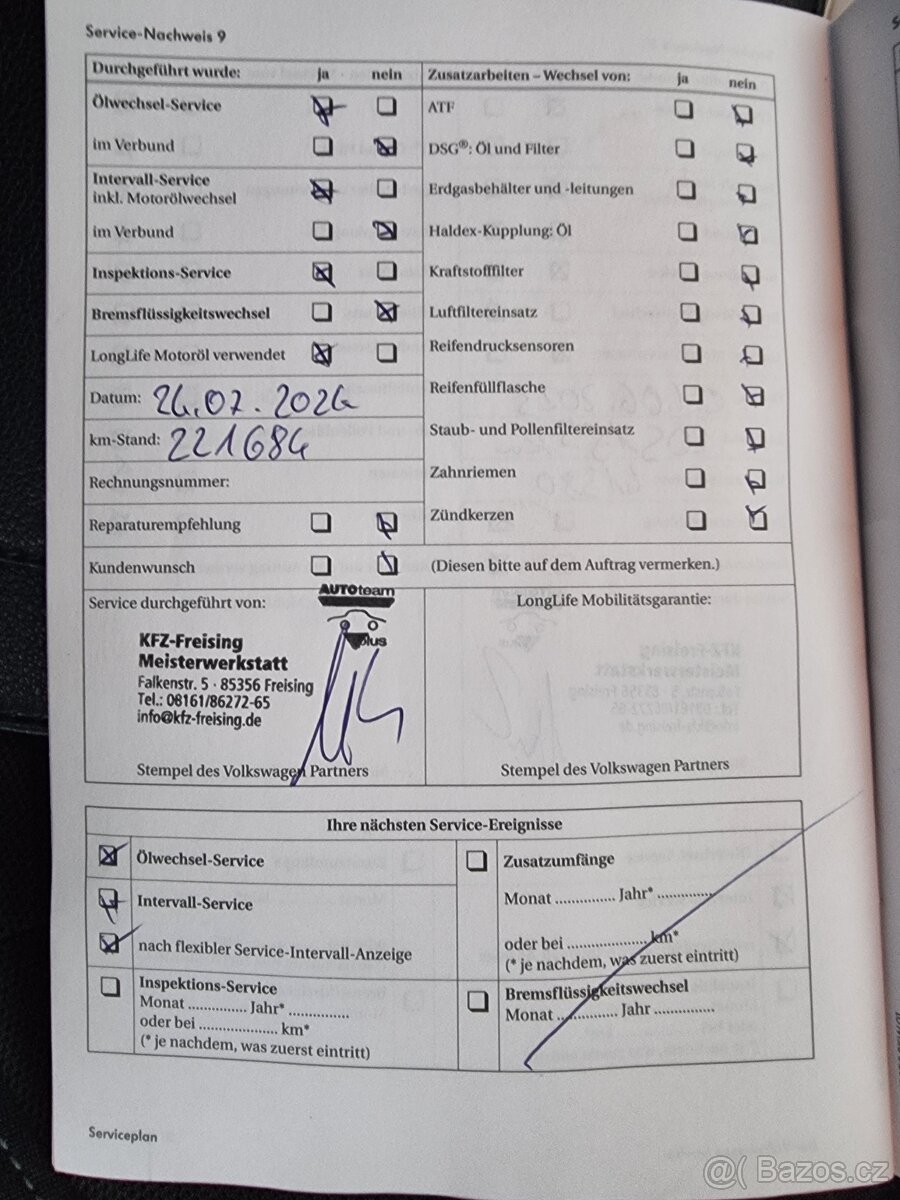 Service-Nachweis 9
Durchgeführt wurde: ja nein
Ölwechsel-Service
im Verbund
Intervall-Service
inkl. Motorölwechsel
im Verbund
Inspektions-Service
Bremsflüssigkeitswechsel
LongLife Motoröl verwendet
Datum: 24.07.2024
km-Stand: 221684
Rechnungsnummer:
Reparaturempfehlung
Kundenwunsch
Zusatzarbeiten – Wechsel von: ja nein
ATF
DSG®: Öl und Filter
Erdgasbehälter und -leitungen
Haldex-Kupplung: Öl
Kraftstofffilter
Luftfiltereinsatz
Reifendrucksensoren
Reifenfüllflasche
Staub- und Pollenfiltereinsatz
Zahnriemen
Zündkerzen
(Diesen bitte auf dem Auftrag vermerken.)
Service durchgeführt von:
AUTOteam
plus
KFZ-Freising
Meisterwerkstatt
Falkenstr. 5 · 85356 Freising
Tel.: 08161/86272-65
info@kfz-freising.de
Stempel des Volkswagen Partners
LongLife Mobilitätsgarantie:
Stempel des Volkswagen Partners
Ihre nächsten Service-Ereignisse
Ölwechsel-Service
Intervall-Service
nach flexibler Service-Intervall-Anzeige
Inspektions-Service
Monat ............... Jahr* ...............
oder bei .................... km*
(* je nachdem, was zuerst eintritt)
Zusatzumfänge
Monat ............... Jahr* ...............
oder bei .................... km*
(* je nachdem, was zuerst eintritt)
Bremsflüssigkeitswechsel
Monat ............... Jahr ...............
Serviceplan
@( Bazos.cz